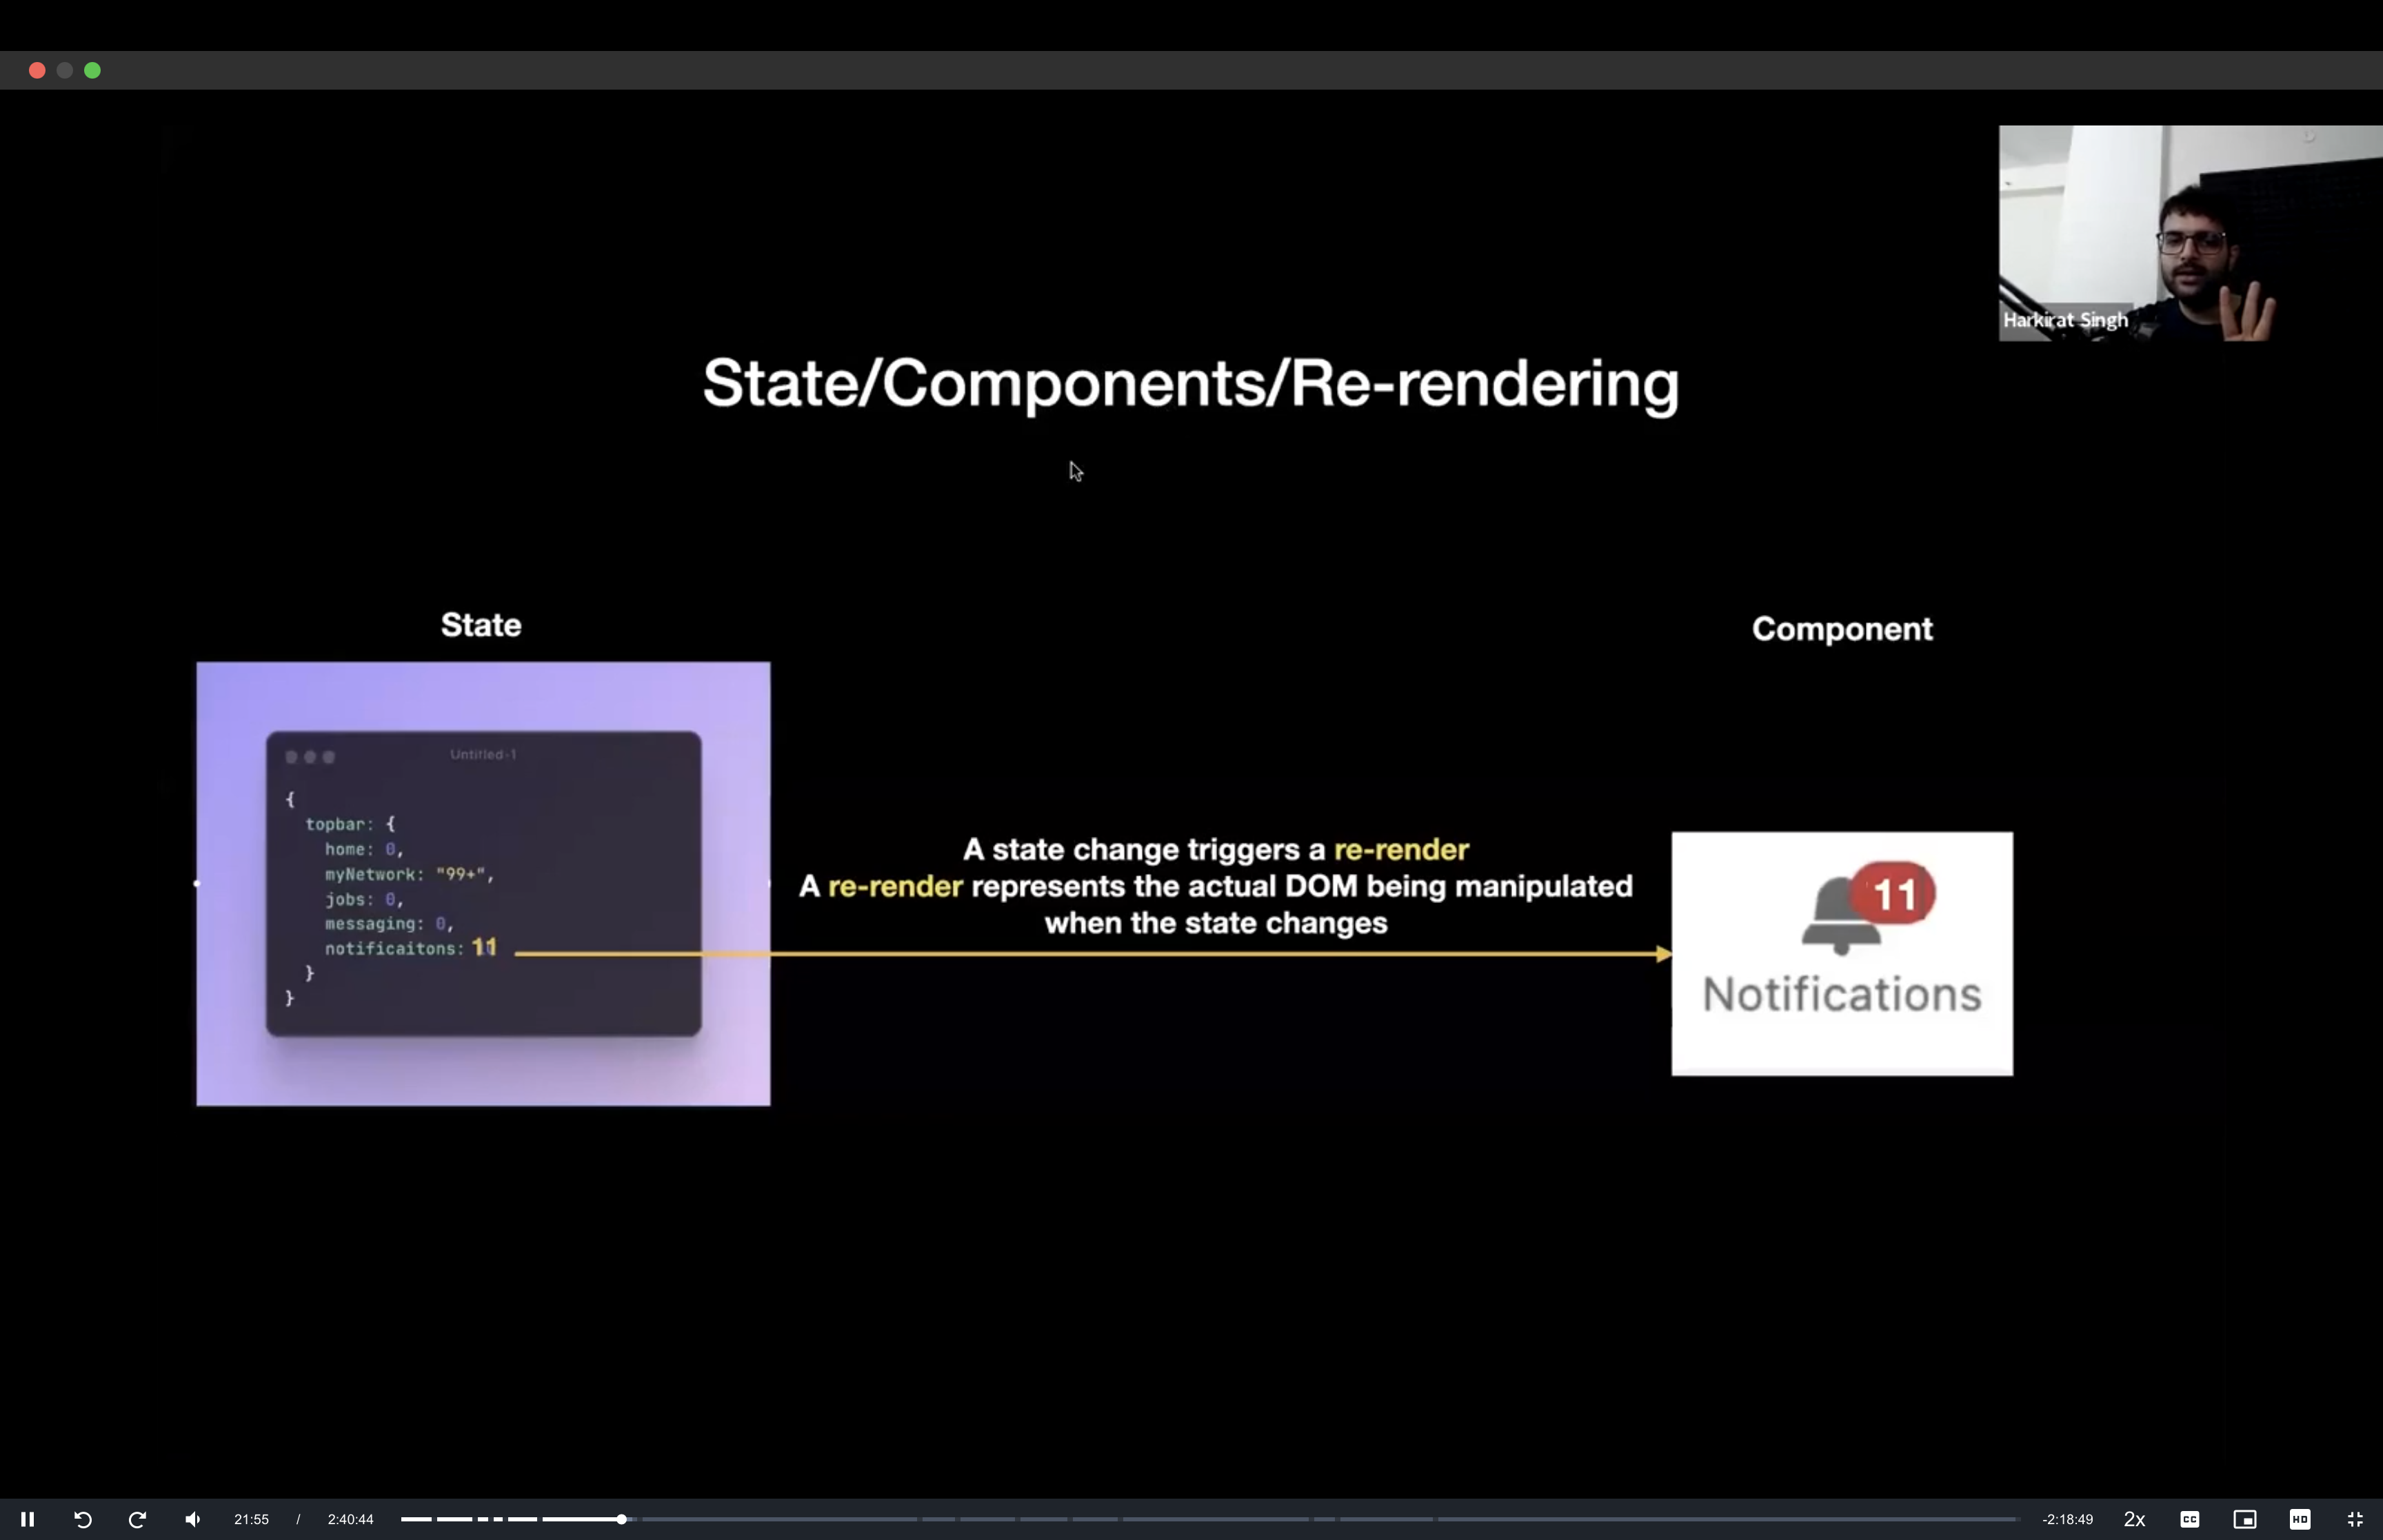 Harkirat Singh
State/Components/Re-rendering
State
Component
Untitled-1
{
topbar: {
home: 0,
myNetwork: "99+",
jobs: 0,
messaging: 0,
notificaitons: 11
}
}
A state change triggers a re-render
A re-render represents the actual DOM being manipulated
when the state changes
11
Notifications
21:55 / 2:40:44
-2:18:49
2x
CC
HD